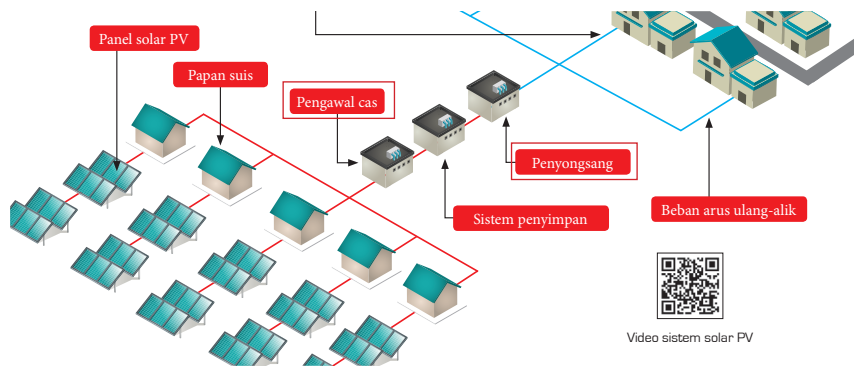 Panel solar PV
Papan suis
Pengawal cas
Penyongsang
Sistem penyimpan
Beban arus ulang-alik
Video sistem solar PV